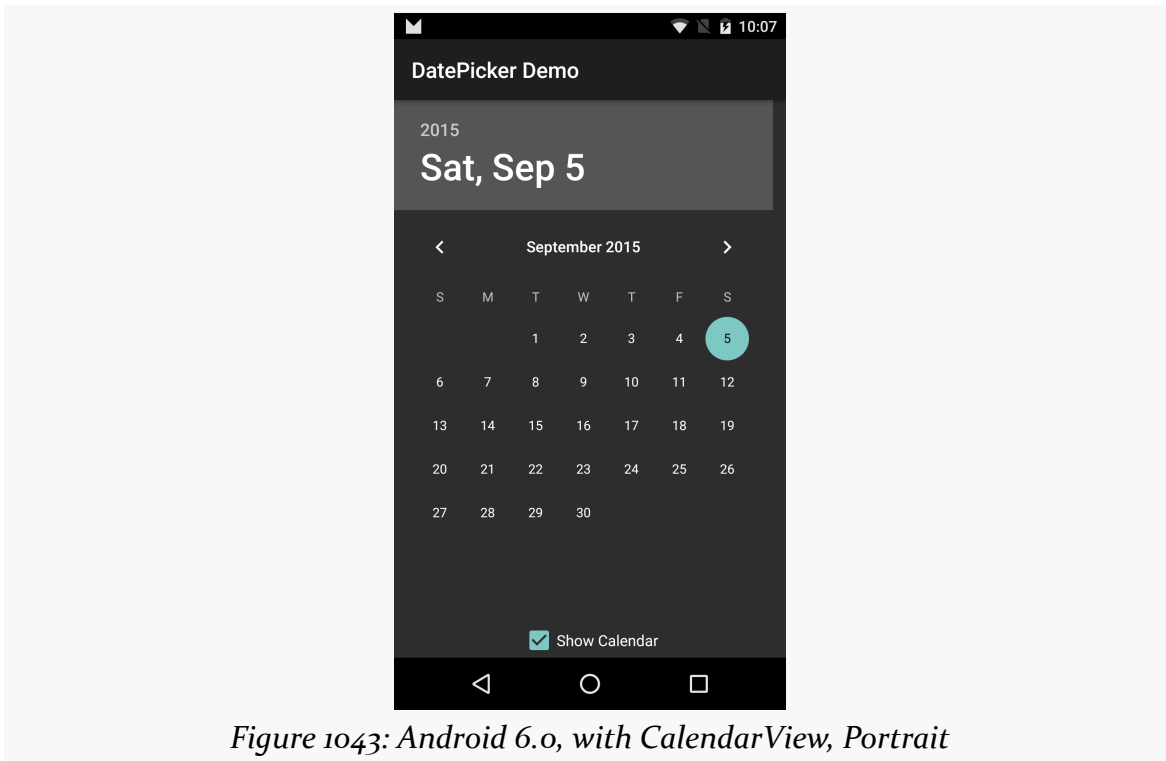 10:07
DatePicker Demo
2015
Sat, Sep 5
September 2015
S M T W T F S
1 2 3 4 5
6 7 8 9 10 11 12
13 14 15 16 17 18 19
20 21 22 23 24 25 26
27 28 29 30
Show Calendar
Figure 1043: Android 6.0, with CalendarView, Portrait